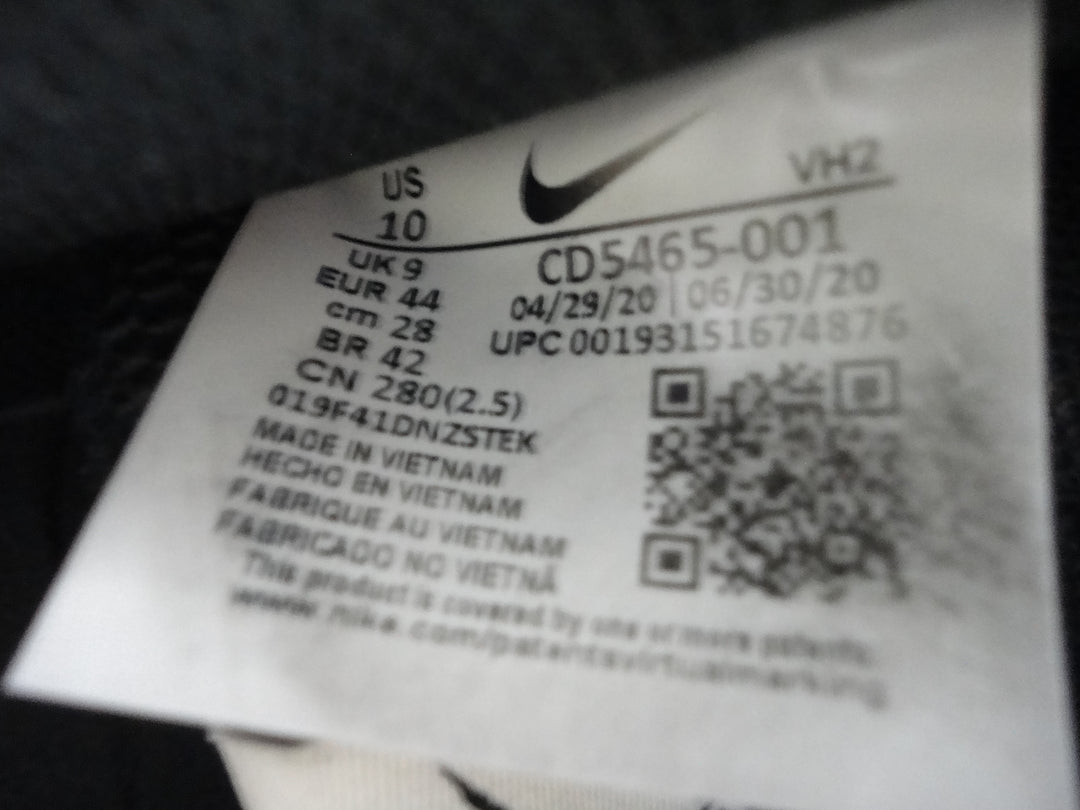 US
10
VH2
UK 9
EUR 44
cm 28
BR 42
CN 280(2.5)
CD5465-001
04/29/20 | 06/30/20
UPC 00193151674876
019F41DNZSTEK
MADE IN VIETNAM
HECHO EN VIETNAM
FABRIQUE AU VIETNAM
FABRICADO NO VIETNÃ
This product is covered by one or more patents.
www.nike.com/patentsvirtualmarking